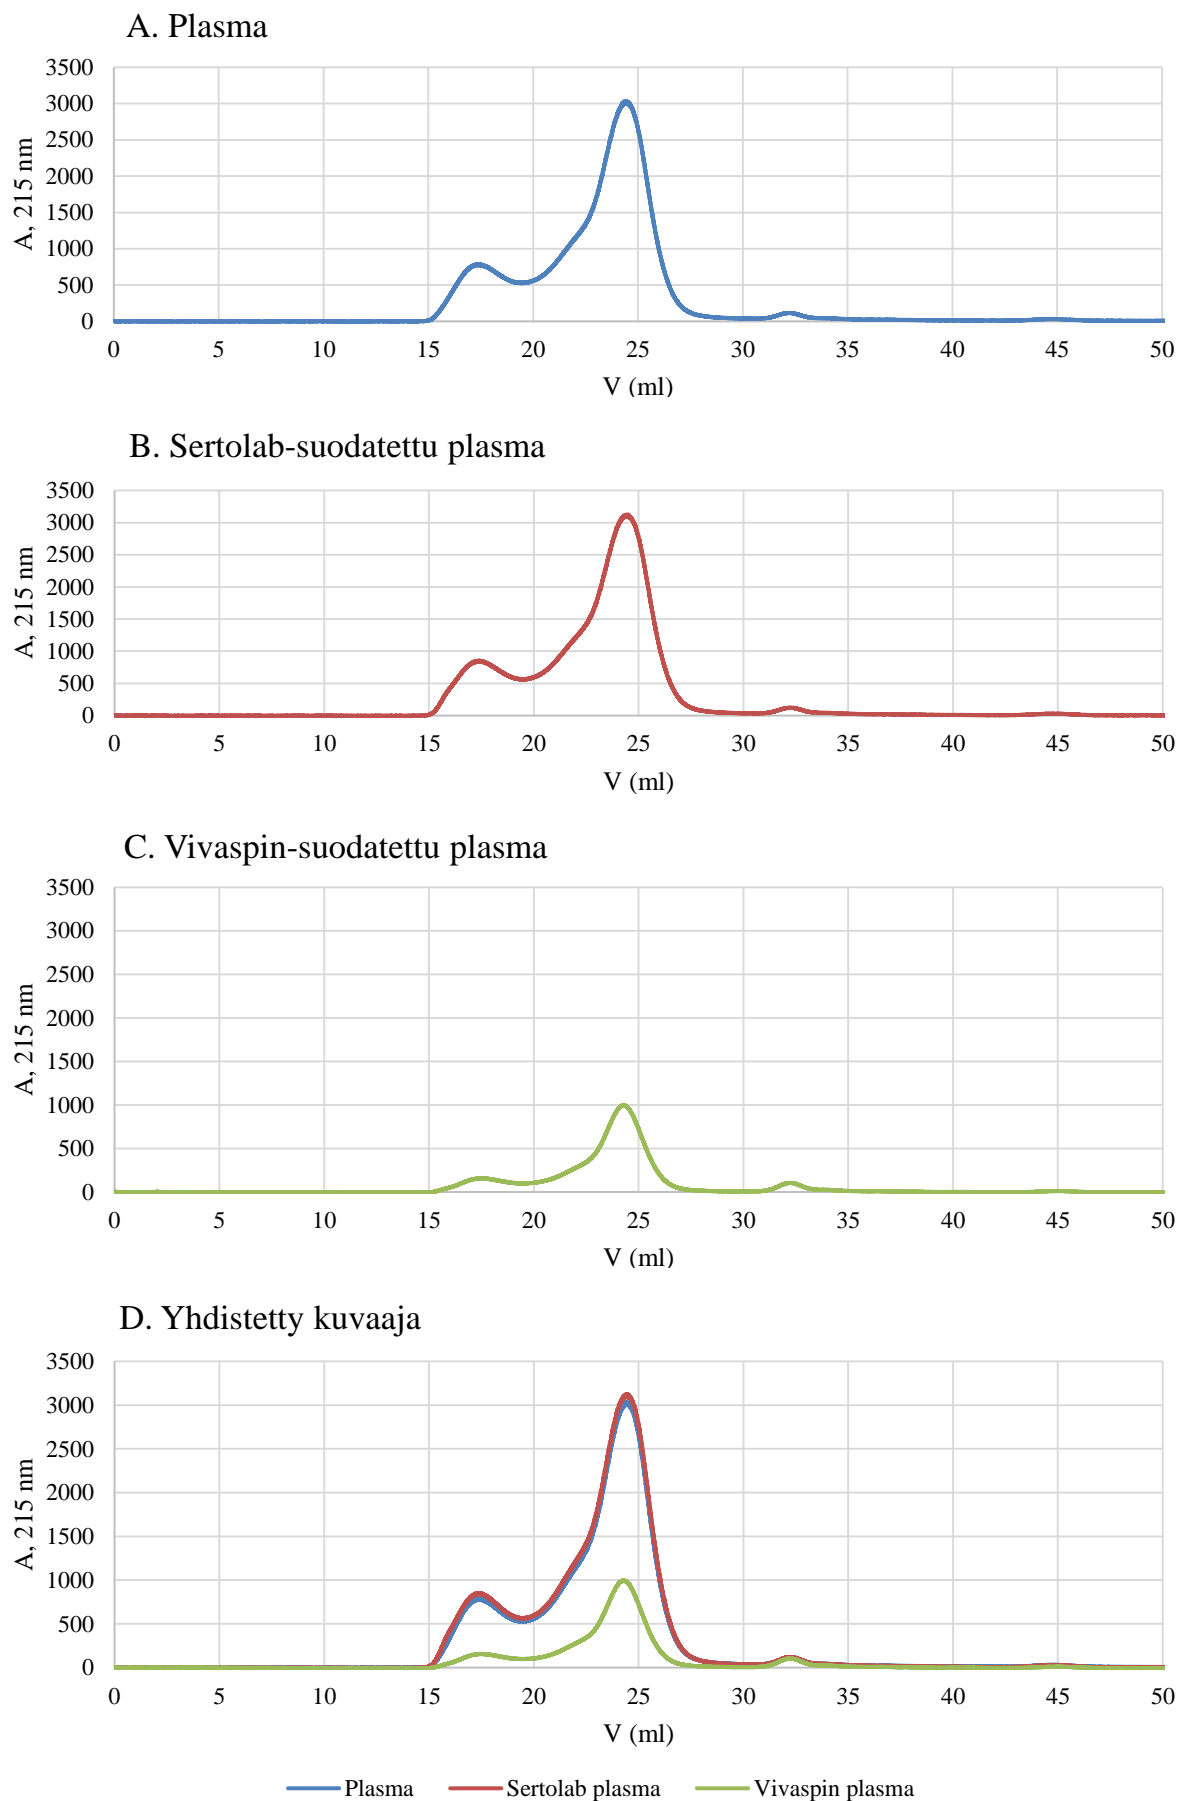 A. Plasma
3500
3000
2500
2000
1500
1000
500
0
A, 215 nm
0 5 10 15 20 25 30 35 40 45 50
V (ml)
B. Sertolab-suodatettu plasma
3500
3000
2500
2000
1500
1000
500
0
A, 215 nm
0 5 10 15 20 25 30 35 40 45 50
V (ml)
C. Vivaspin-suodatettu plasma
3500
3000
2500
2000
1500
1000
500
0
A, 215 nm
0 5 10 15 20 25 30 35 40 45 50
V (ml)
D. Yhdistetty kuvaaja
3500
3000
2500
2000
1500
1000
500
0
A, 215 nm
0 5 10 15 20 25 30 35 40 45 50
V (ml)
Plasma Sertolab plasma Vivaspin plasma